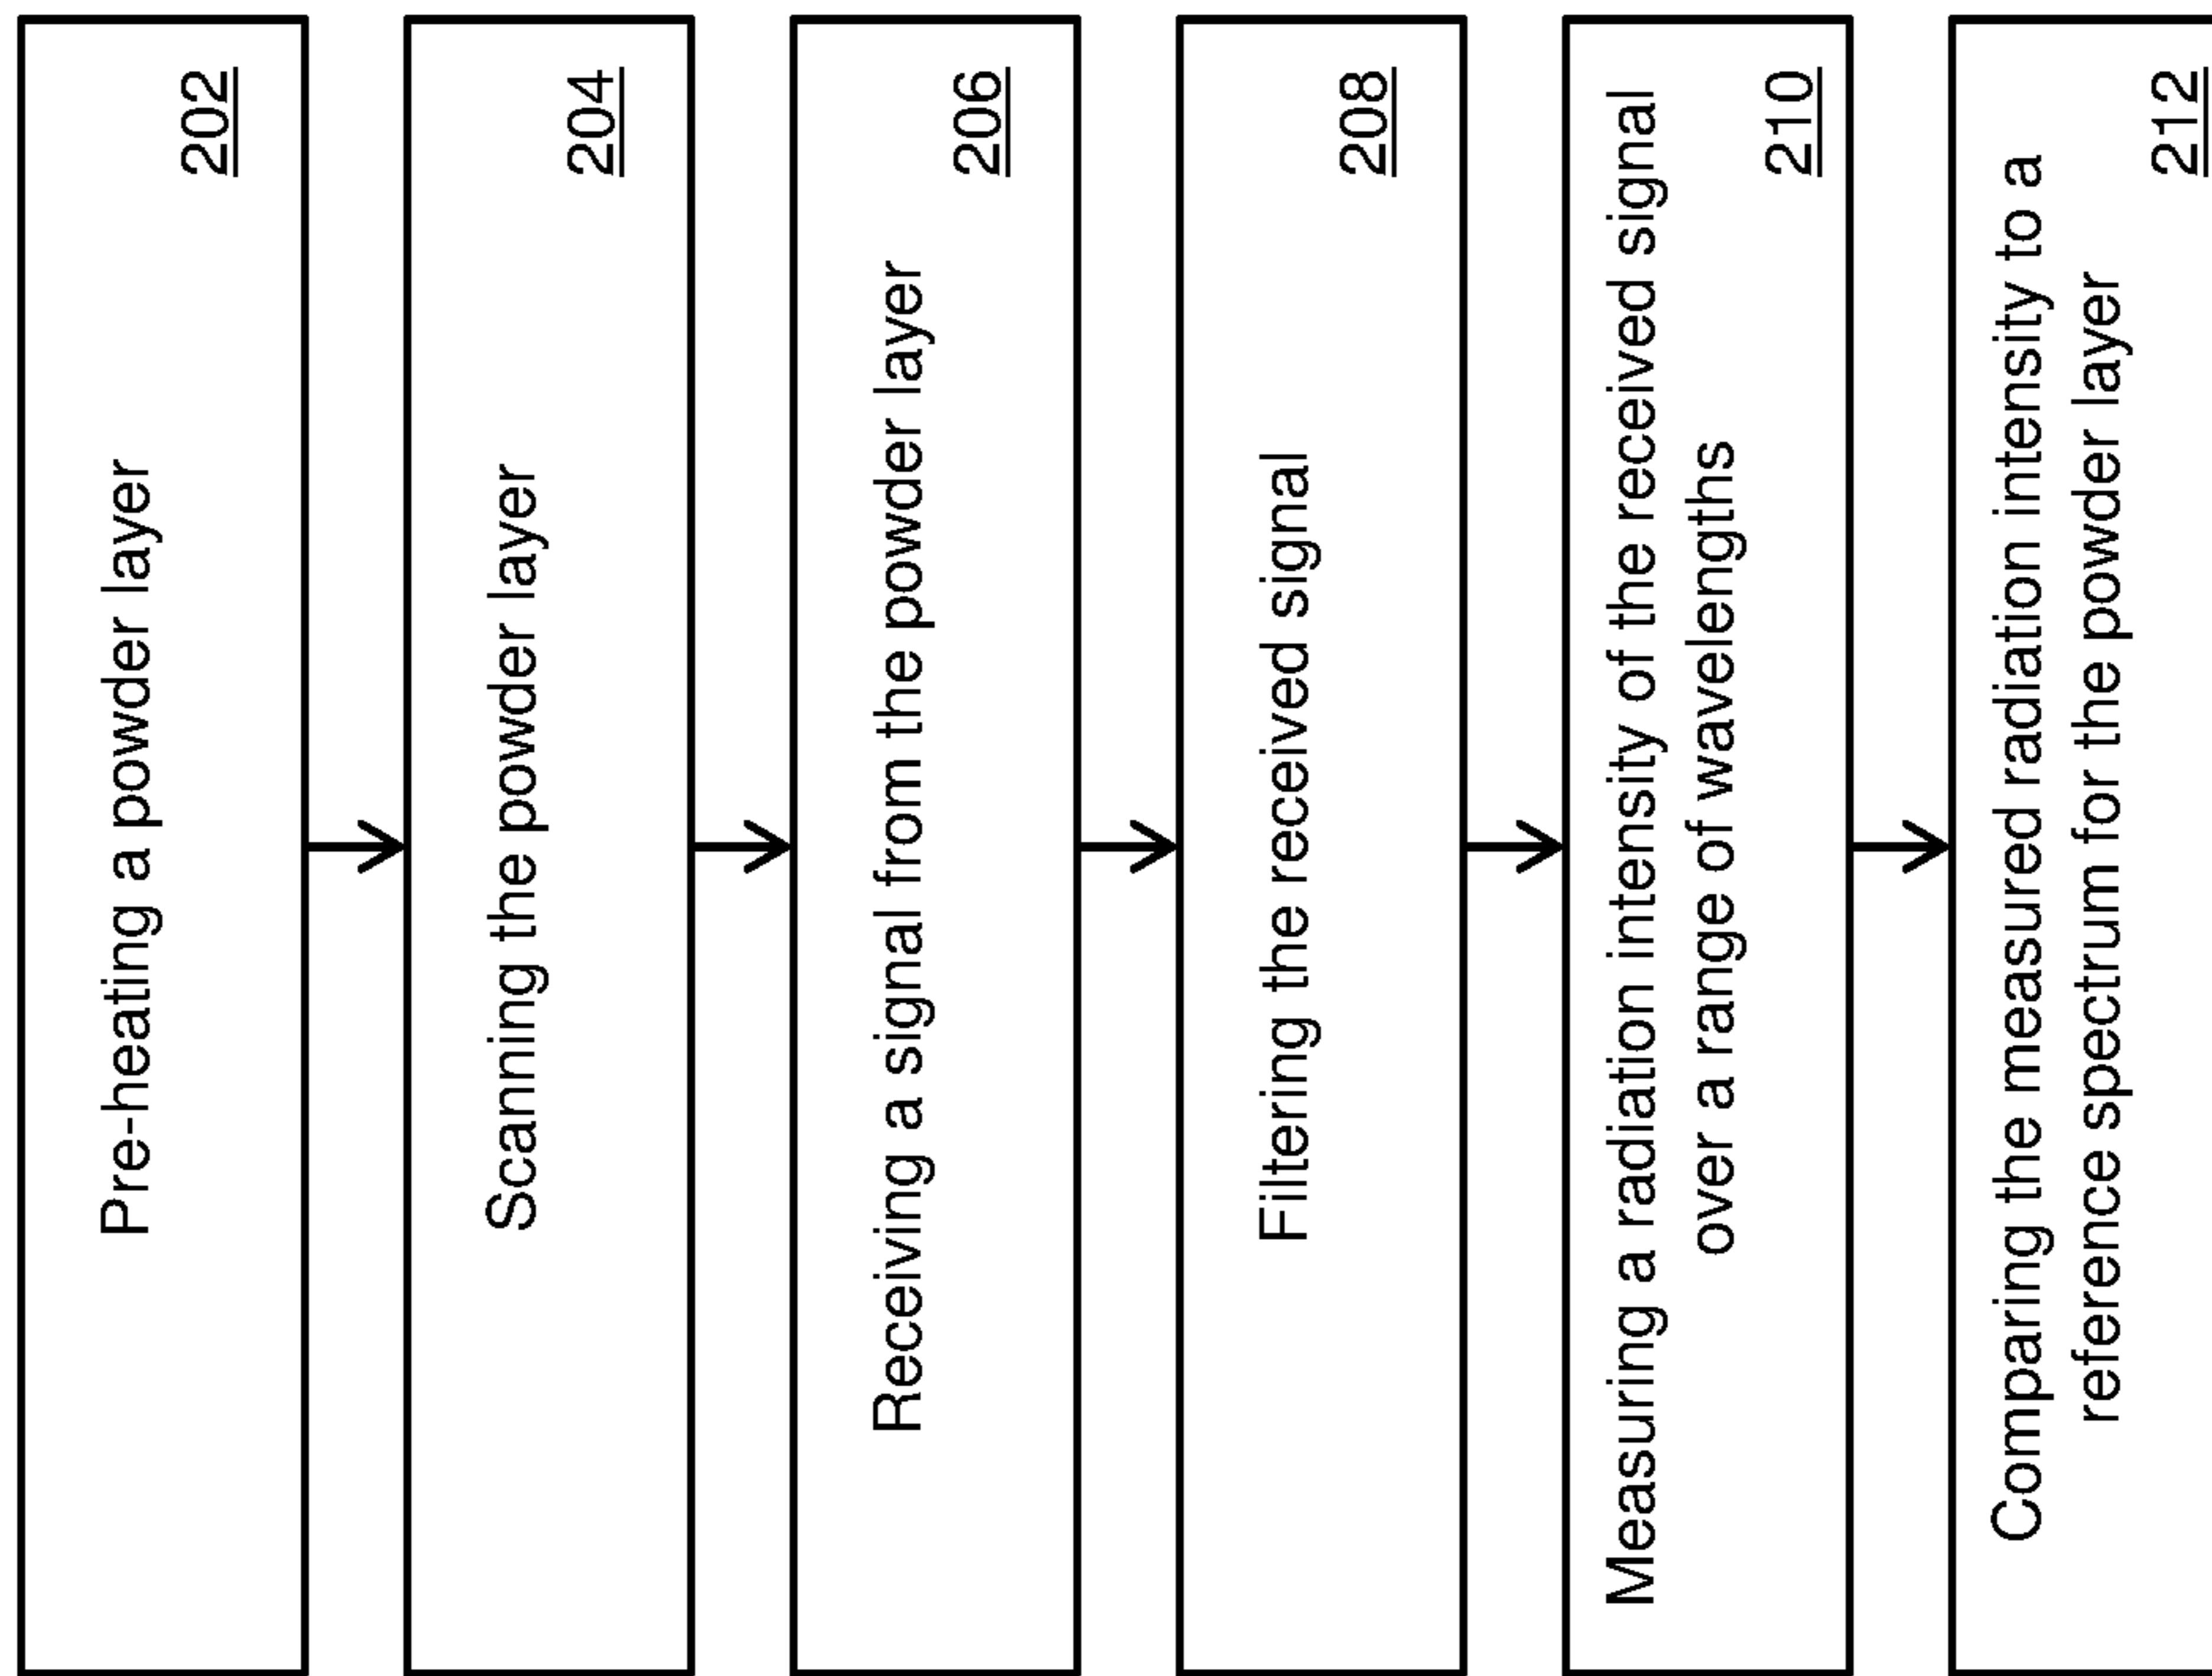 Pre-heating a powder layer
202
Scanning the powder layer
204
Receiving a signal from the powder layer
206
Filtering the received signal
208
Measuring a radiation intensity of the received signal
over a range of wavelengths
210
Comparing the measured radiation intensity to a
reference spectrum for the powder layer
212